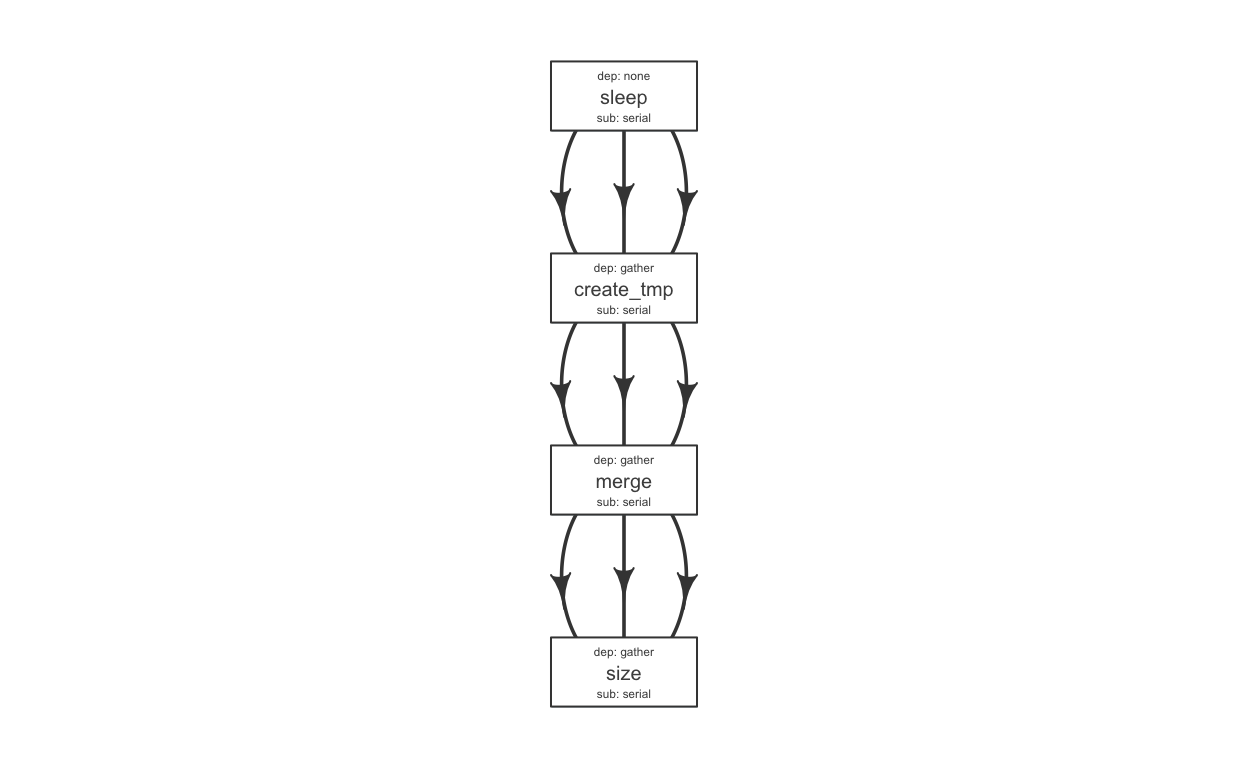 dep: none
sleep
sub: serial
dep: gather
create_tmp
sub: serial
dep: gather
merge
sub: serial
dep: gather
size
sub: serial